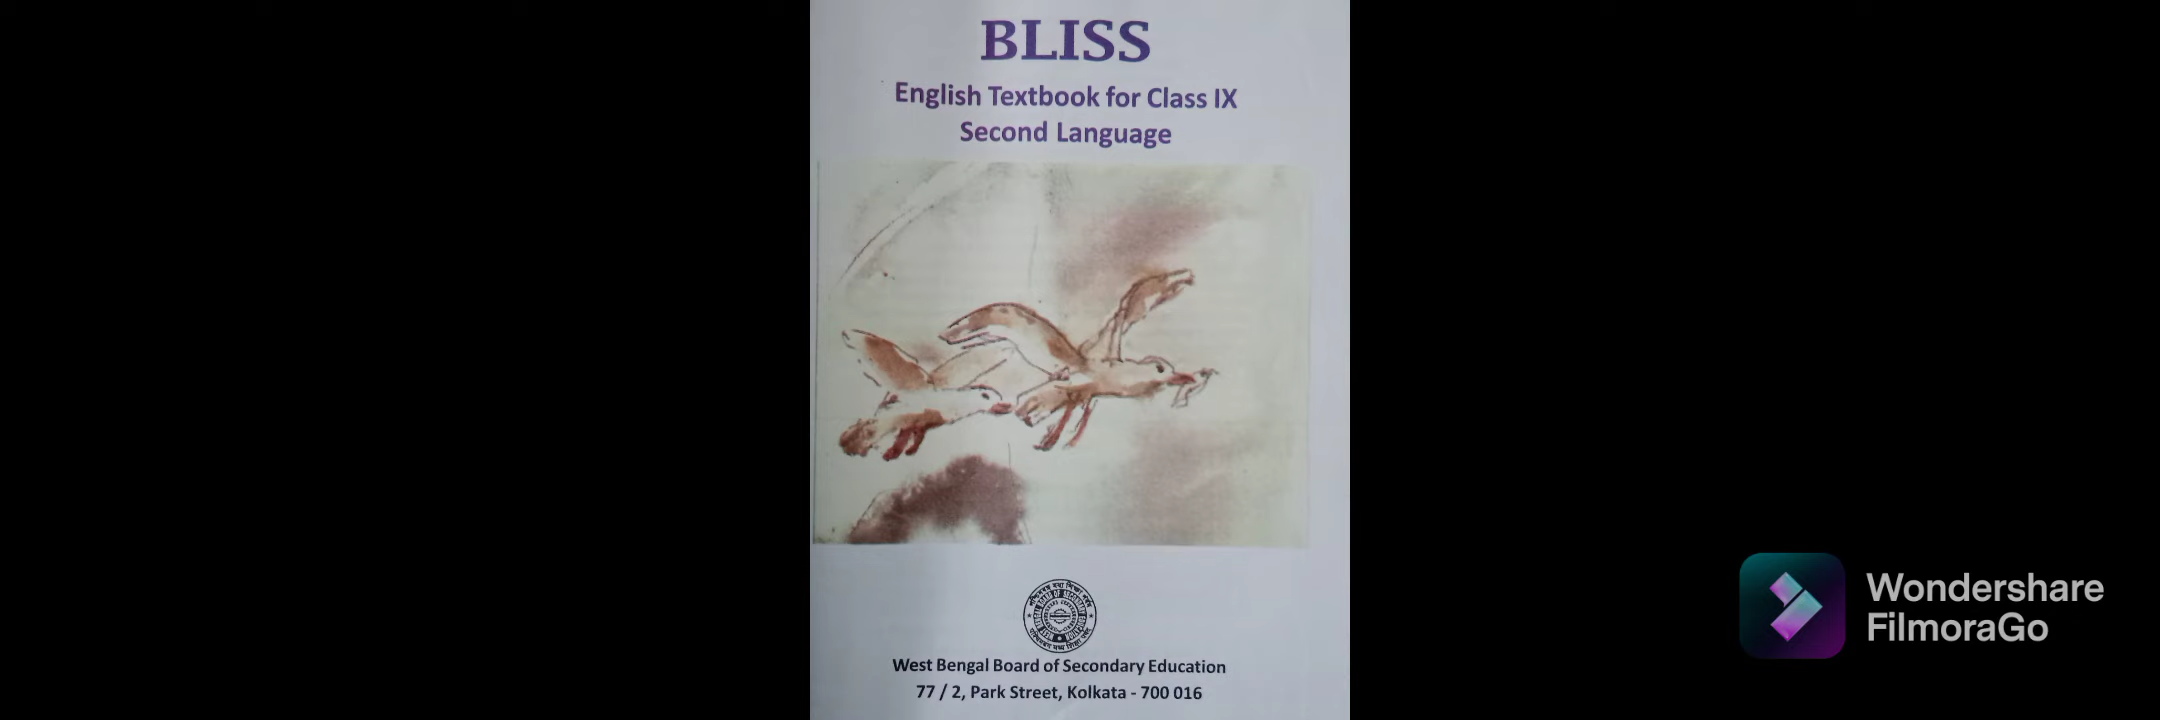 BLISS
English Textbook for Class IX
Second Language
West Bengal Board of Secondary Education
77 / 2, Park Street, Kolkata - 700 016
Wondershare
FilmoraGo